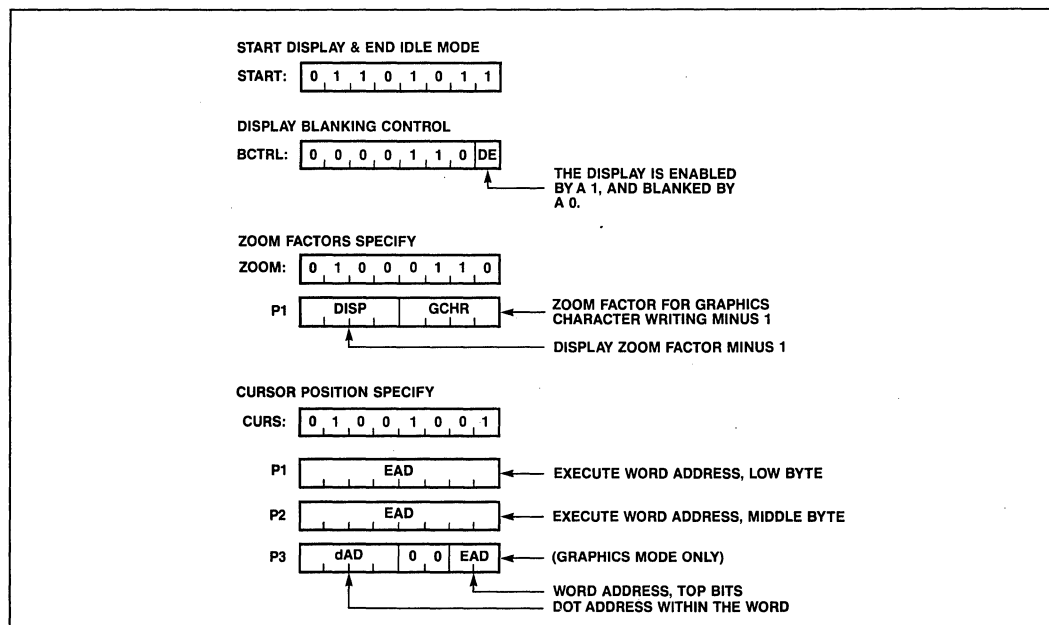 START DISPLAY & END IDLE MODE
START: 0 1 1 0 1 0 1 1
DISPLAY BLANKING CONTROL
BCTRL: 0 0 0 0 1 1 0 DE
THE DISPLAY IS ENABLED
BY A 1, AND BLANKED BY
A 0.
ZOOM FACTORS SPECIFY
ZOOM: 0 1 0 0 0 1 1 0
P1 DISP GCHR ZOOM FACTOR FOR GRAPHICS
CHARACTER WRITING MINUS 1
DISPLAY ZOOM FACTOR MINUS 1
CURSOR POSITION SPECIFY
CURS: 0 1 0 0 1 0 0 1
P1 EAD EXECUTE WORD ADDRESS, LOW BYTE
P2 EAD EXECUTE WORD ADDRESS, MIDDLE BYTE
P3 dAD 0 0 EAD (GRAPHICS MODE ONLY)
WORD ADDRESS, TOP BITS
DOT ADDRESS WITHIN THE WORD